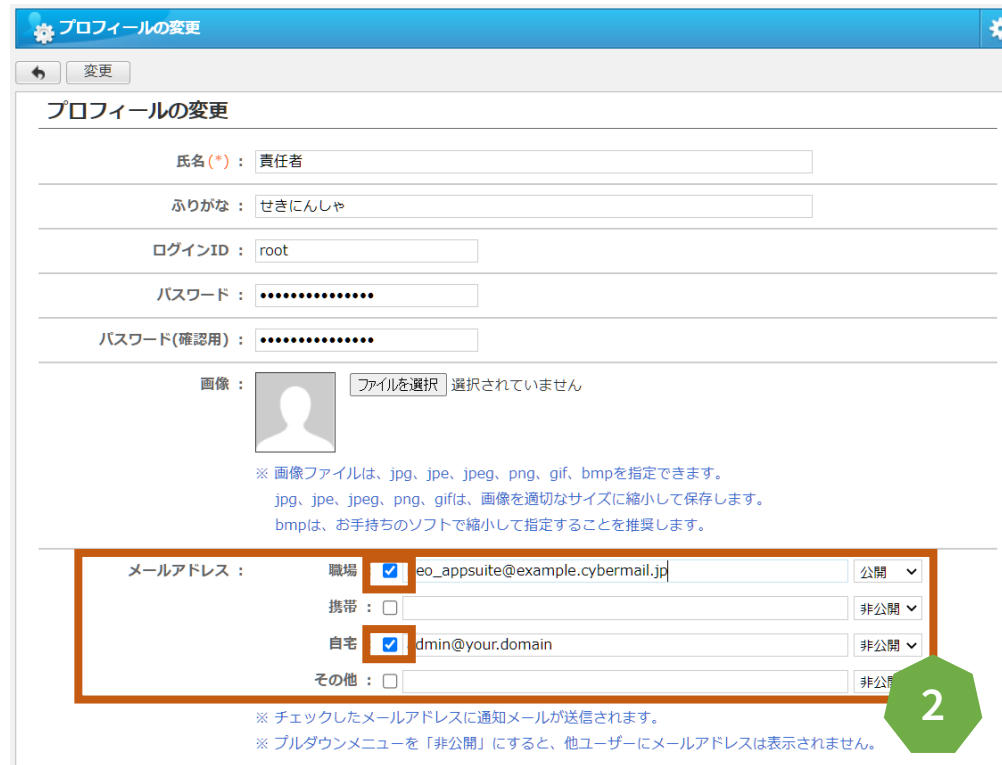 プロフィールの変更
変更
プロフィールの変更
氏名(*) : 責任者
ふりがな : せきにんしゃ
ログインID : root
パスワード : •••••••••••••••
パスワード(確認用) : •••••••••••••••
画像 : ファイルを選択 選択されていません
※ 画像ファイルは、jpg、jpe、jpeg、png、gif、bmpを指定できます。
jpg、jpe、jpeg、png、gifは、画像を適切なサイズに縮小して保存します。
bmpは、お手持ちのソフトで縮小して指定することを推奨します。
メールアドレス : 職場 eo_appsuite@example.cybermail.jp 公開
携帯 : 非公開
自宅 dmin@your.domain 非公開
その他 : 非公
2
※ チェックしたメールアドレスに通知メールが送信されます。
※ プルダウンメニューを「非公開」にすると、他ユーザーにメールアドレスは表示されません。